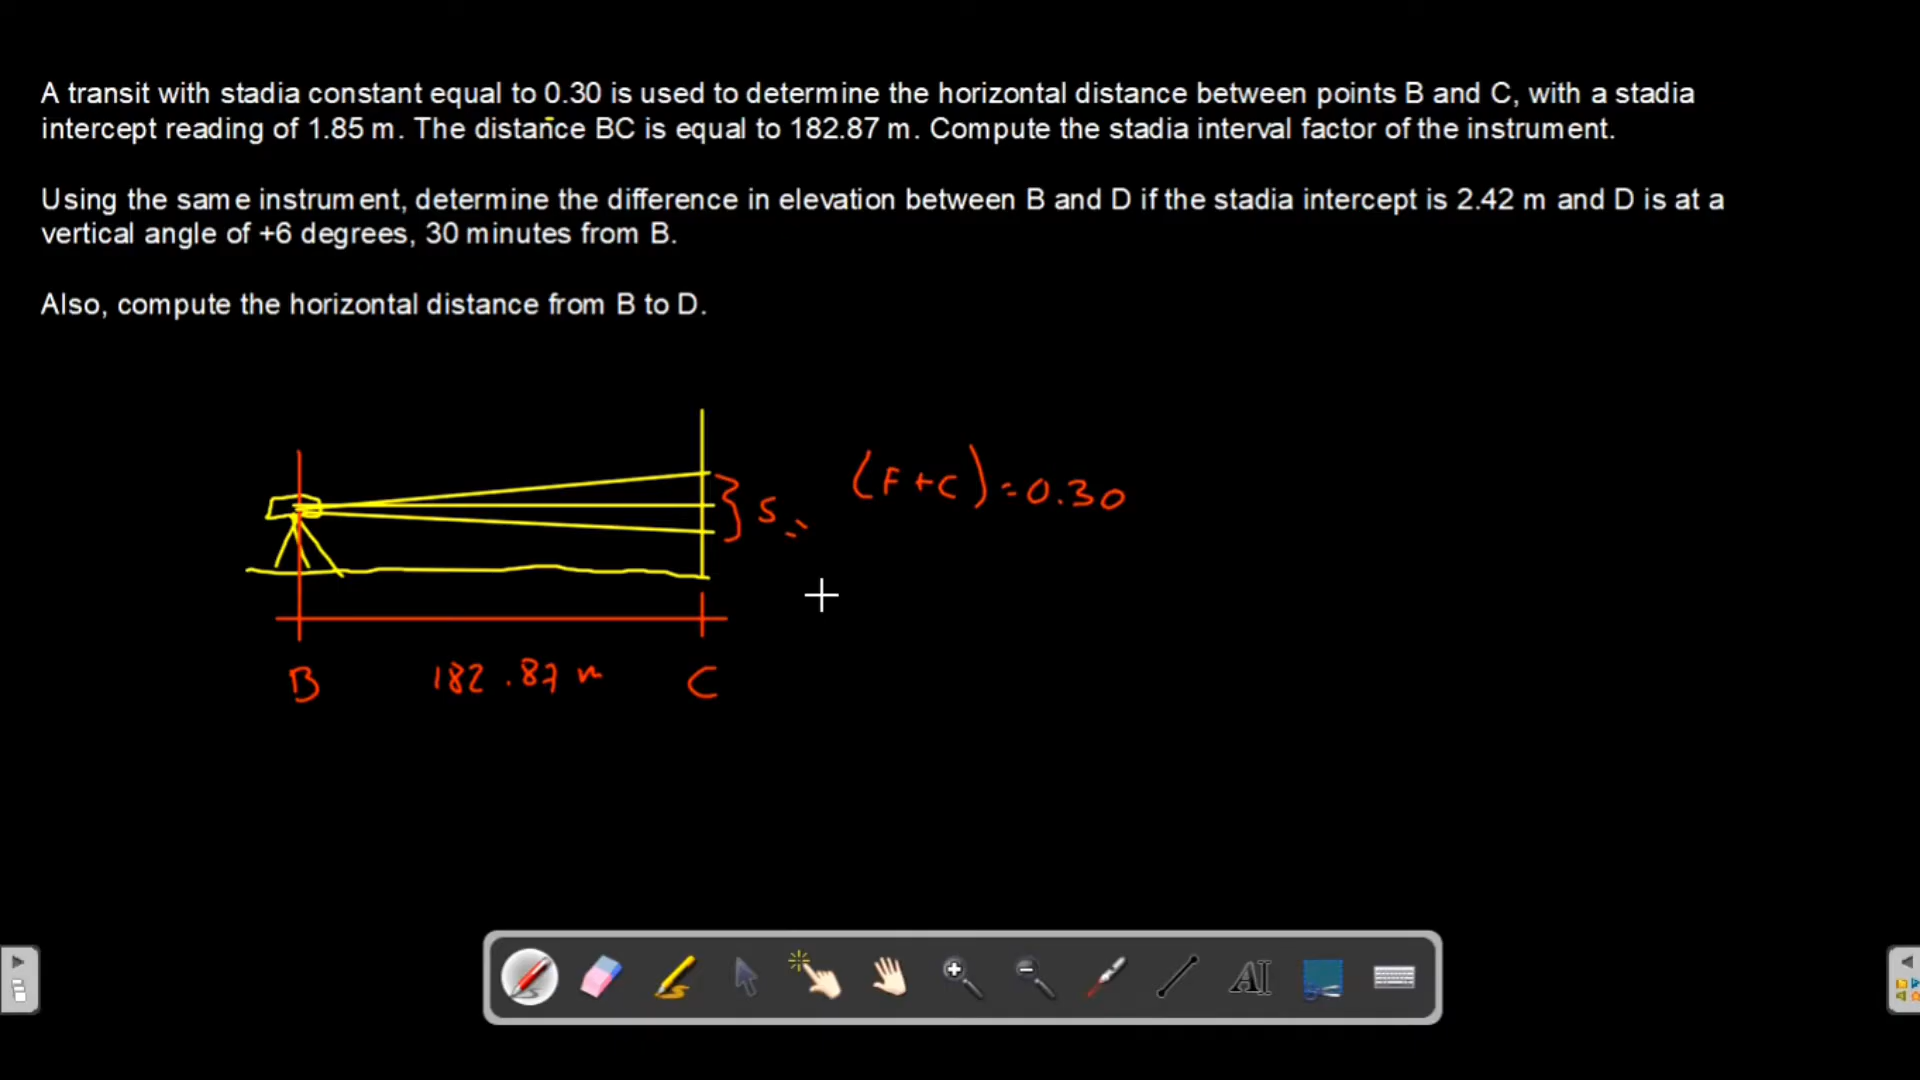 A transit with stadia constant equal to 0.30 is used to determine the horizontal distance between points B and C, with a stadia
intercept reading of 1.85 m. The distance BC is equal to 182.87 m. Compute the stadia interval factor of the instrument.
Using the same instrument, determine the difference in elevation between B and D if the stadia intercept is 2.42 m and D is at a
vertical angle of +6 degrees, 30 minutes from B.
Also, compute the horizontal distance from B to D.
(F+C)=0.30
S =
B 182.87 m C
AI